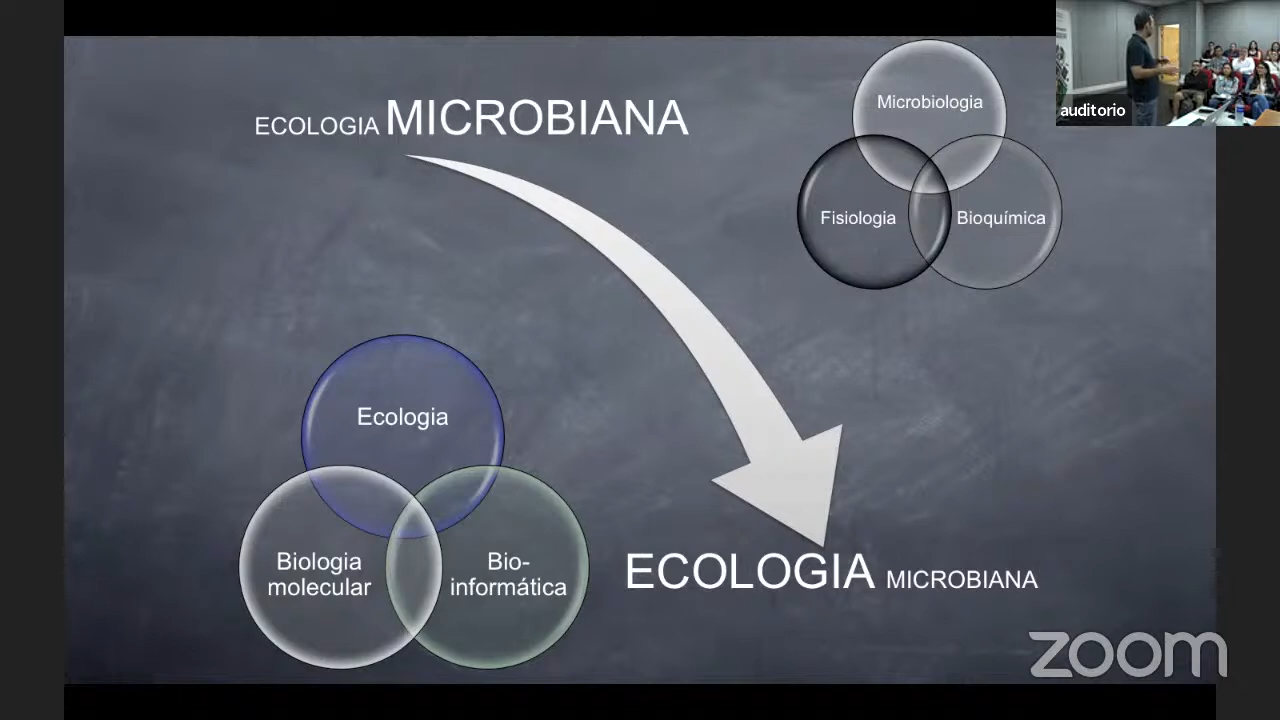 ECOLOGIA MICROBIANA
Microbiologia
Fisiologia
Bioquímica
auditorio
Ecologia
Biologia
molecular
Bio-
informática
ECOLOGIA MICROBIANA
zoom